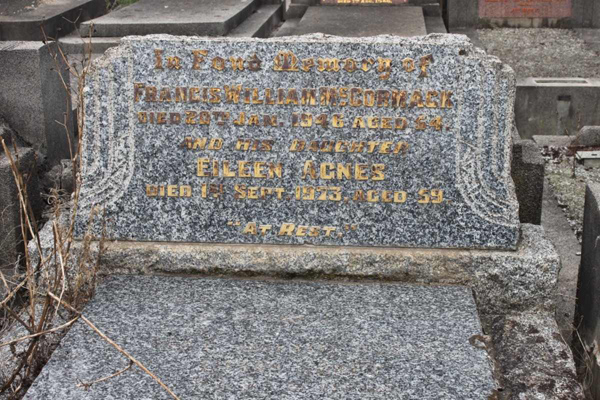 In Fond Memory of
FRANCIS WILLIAM McCORMACK
DIED 20TH JAN. 1946 AGED 54
AND HIS DAUGHTER
EILEEN AGNES
DIED 1ST SEPT. 1973. AGED 59.
"AT REST"